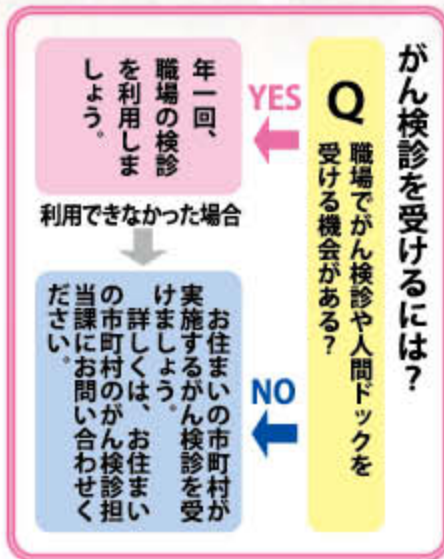 がん検診を受けるには？
Q
職場でがん検診や人間ドックを
受ける機会がある？
YES
年一回、
職場の検診
を利用しま
しょう。
利用できなかった場合
NO
お住まいの市町村が
実施するがん検診を受
けましょう。
詳しくは、お住まい
の市町村のがん検診担
当課にお問い合わせく
ださい。